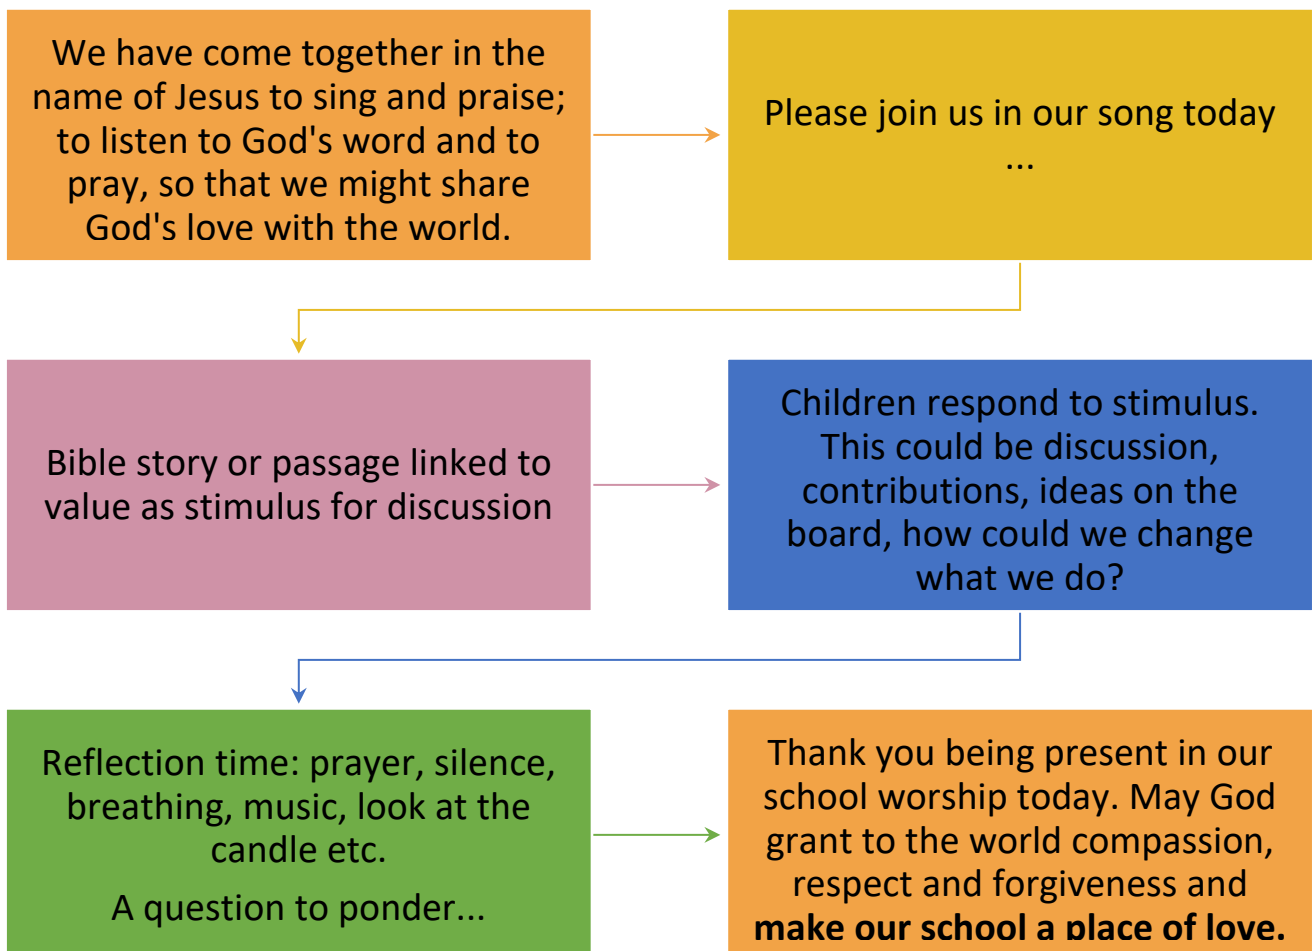 We have come together in the
name of Jesus to sing and praise;
to listen to God's word and to
pray, so that we might share
God's love with the world.
Please join us in our song today
...
Bible story or passage linked to
value as stimulus for discussion
Children respond to stimulus.
This could be discussion,
contributions, ideas on the
board, how could we change
what we do?
Reflection time: prayer, silence,
breathing, music, look at the
candle etc.
A question to ponder...
Thank you being present in our
school worship today. May God
grant to the world compassion,
respect and forgiveness and
make our school a place of love.